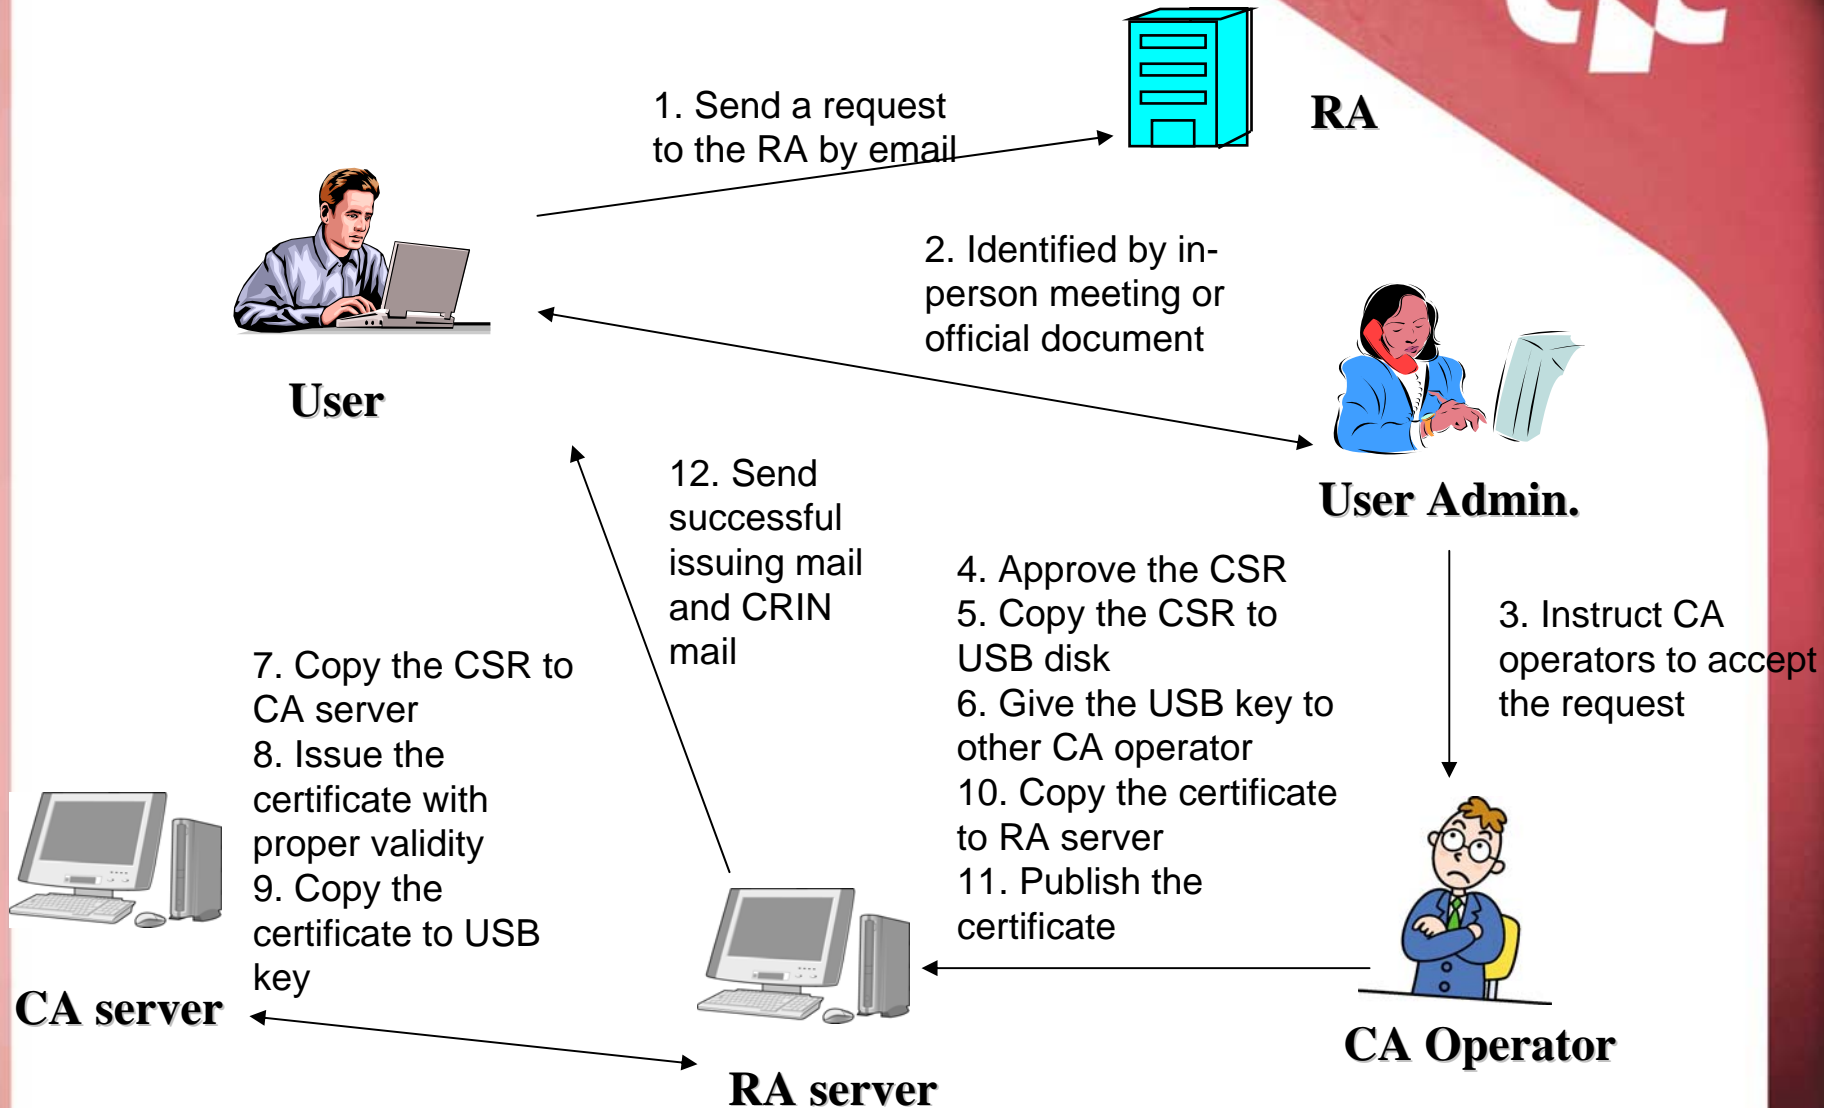 1. Send a request
to the RA by email
RA
2. Identified by in-
person meeting or
official document
User
User Admin.
12. Send
successful
issuing mail
and CRIN
mail
4. Approve the CSR
5. Copy the CSR to
USB disk
6. Give the USB key to
other CA operator
10. Copy the certificate
to RA server
11. Publish the
certificate
3. Instruct CA
operators to accept
the request
7. Copy the CSR to
CA server
8. Issue the
certificate with
proper validity
9. Copy the
certificate to USB
key
CA server
RA server
CA Operator